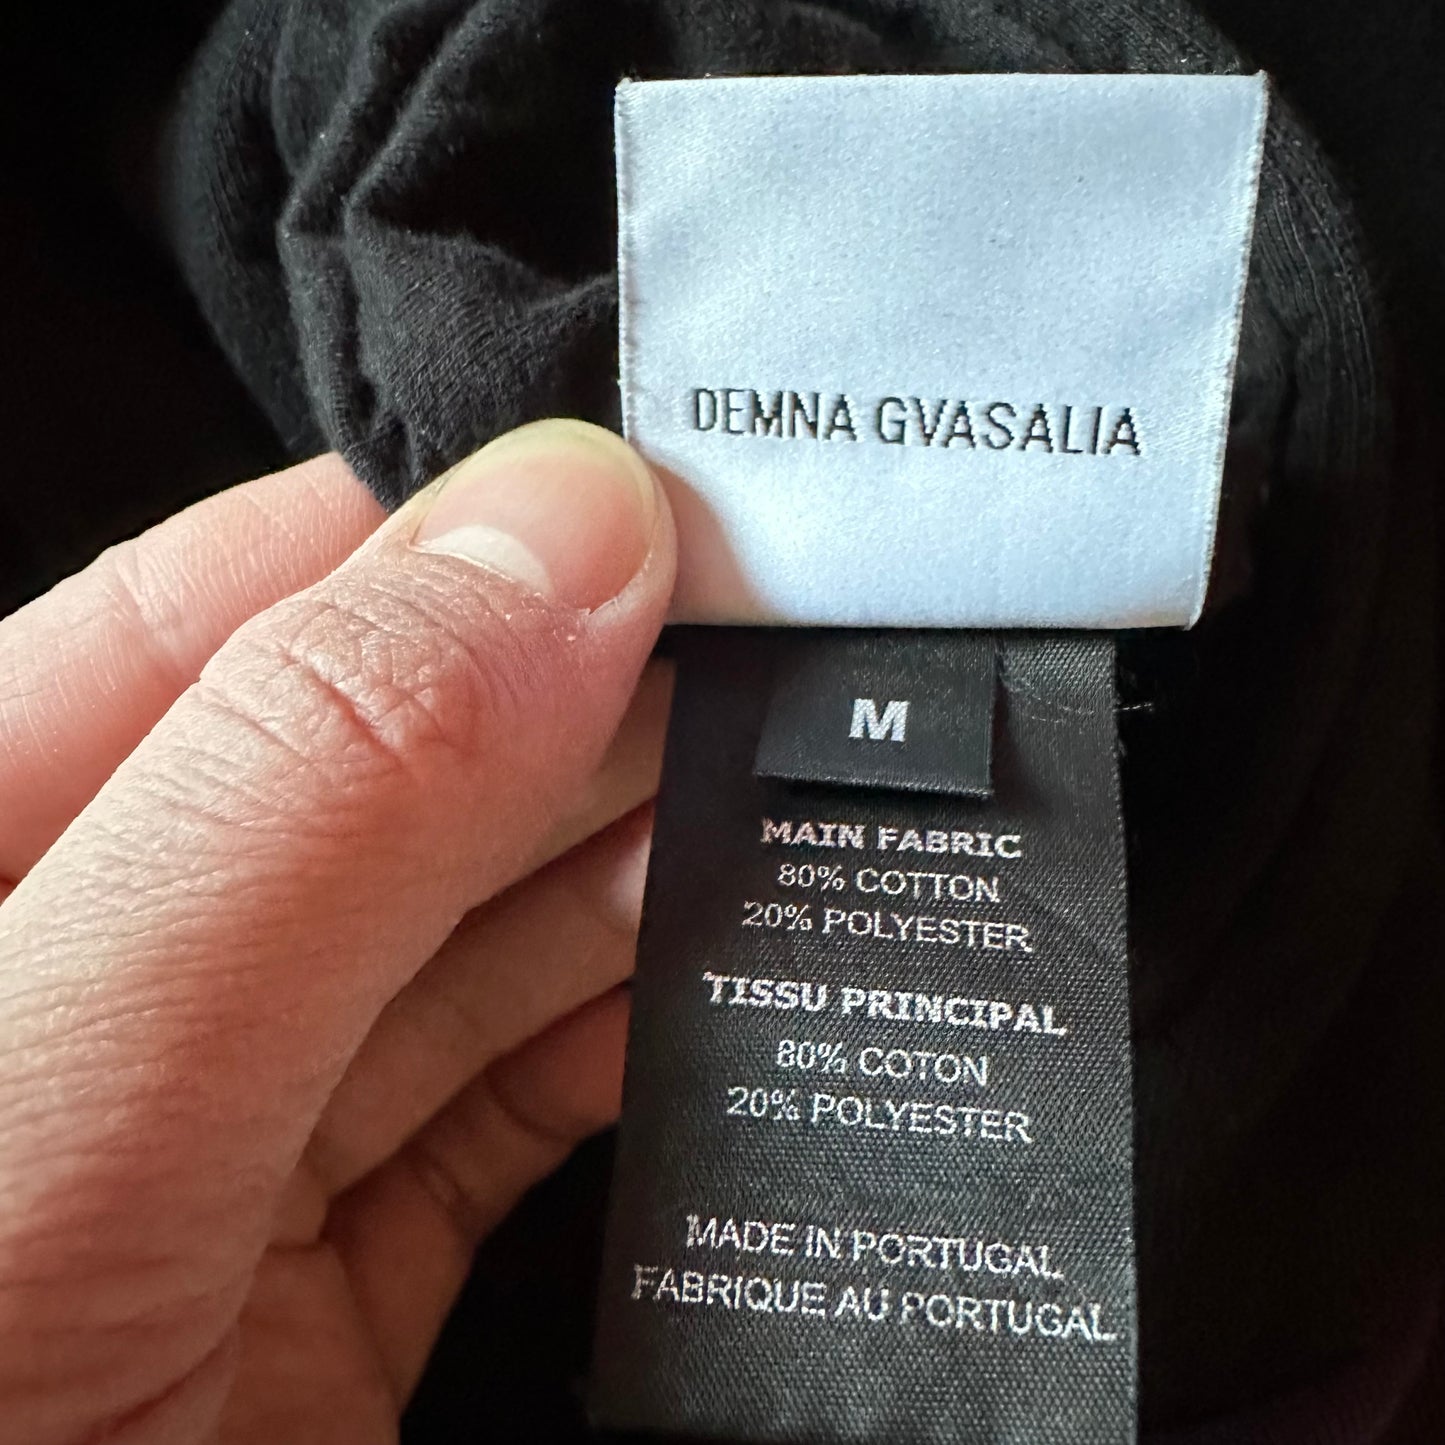 DEMNA GVASALIA
M
MAIN FABRIC
80% COTTON
20% POLYESTER
TISSU PRINCIPAL
80% COTON
20% POLYESTER
MADE IN PORTUGAL
FABRIQUE AU PORTUGAL